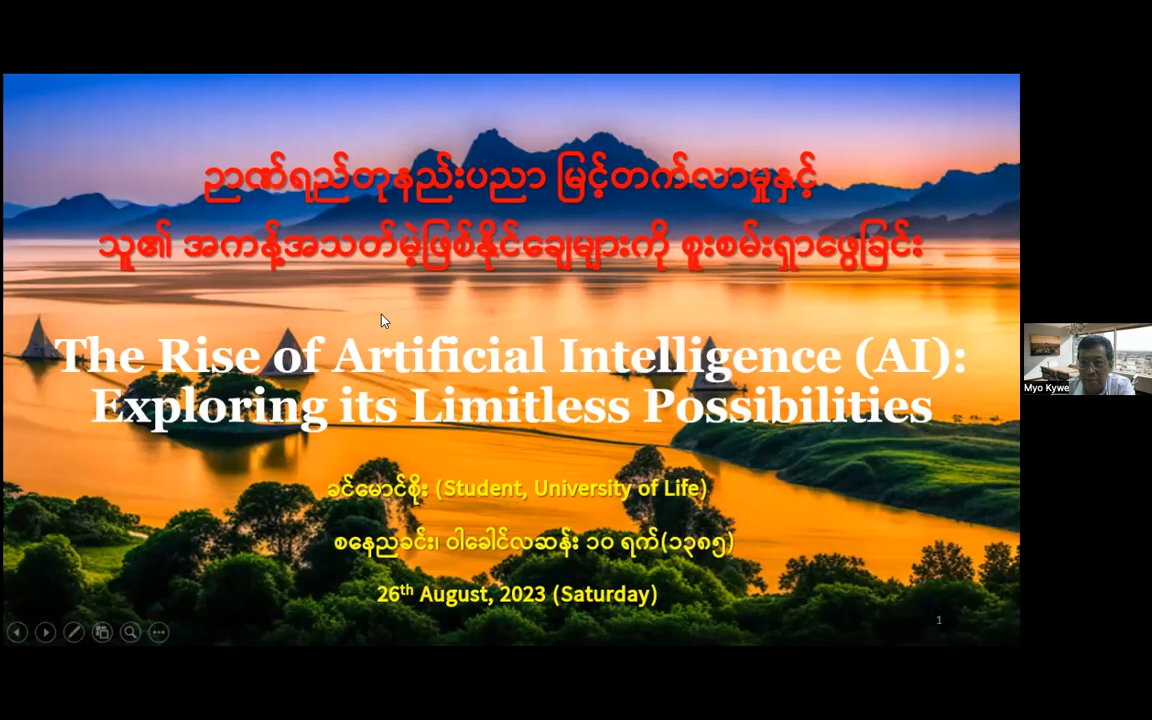 ဉာဏ်ရည်တုနည်းပညာ မြင့်တက်လာမှုနှင့်
သူ၏ အကန့်အသတ်မဲ့ဖြစ်နိုင်ချေများကို စူးစမ်းရှာဖွေခြင်း
The Rise of Artificial Intelligence (AI):
Exploring its Limitless Possibilities
ခင်မောင်စိုး (Student, University of Life)
စနေညခင်း၊ ဝါခေါင်လဆန်း ၁၀ ရက်(၁၃၈၅)
26th August, 2023 (Saturday)
1
Myo Kywe